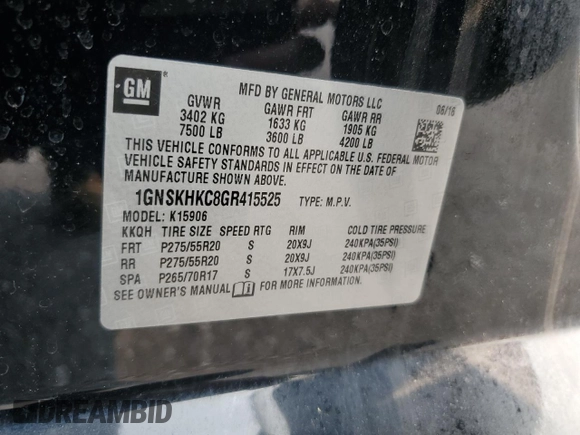 GM
MFD BY GENERAL MOTORS LLC
GVWR GAWR FRT GAWR RR 06/16
3402 KG 1633 KG 1905 KG
7500 LB 3600 LB 4200 LB
THIS VEHICLE CONFORMS TO ALL APPLICABLE U.S. FEDERAL MOTOR
VEHICLE SAFETY STANDARDS IN EFFECT ON THE DATE OF
MANUFACTURE SHOWN ABOVE.
1GNSKHKC8GR415525 TYPE: M.P.V.
MODEL: K15906
KKQH TIRE SIZE SPEED RTG RIM COLD TIRE PRESSURE
FRT P275/55R20 S 20X9J 240KPA(35PSI)
RR P275/55R20 S 20X9J 240KPA(35PSI)
SPA P265/70R17 S 17X7.5J 240KPA(35PSI)
SEE OWNER'S MANUAL FOR MORE INFORMATION.
DREAMBID